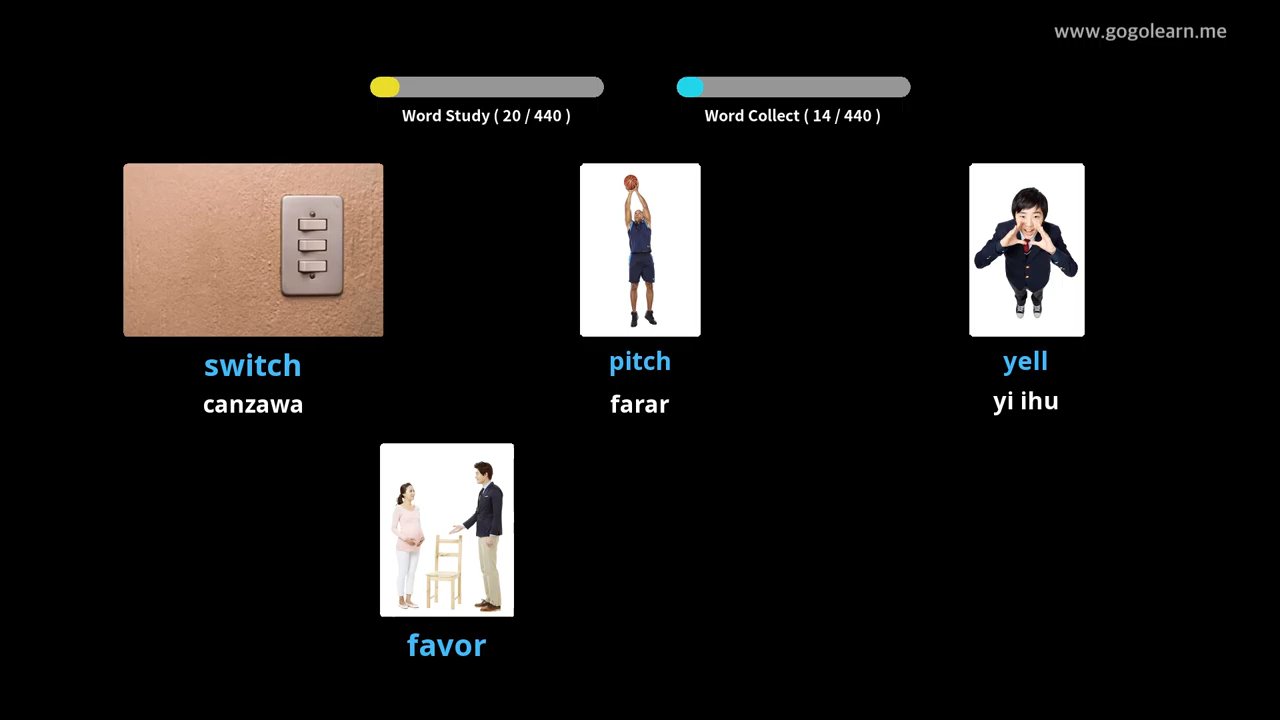 www.gogolearn.me
Word Study ( 20 / 440 )
Word Collect ( 14 / 440 )
switch
canzawa
pitch
farar
yell
yi ihu
favor